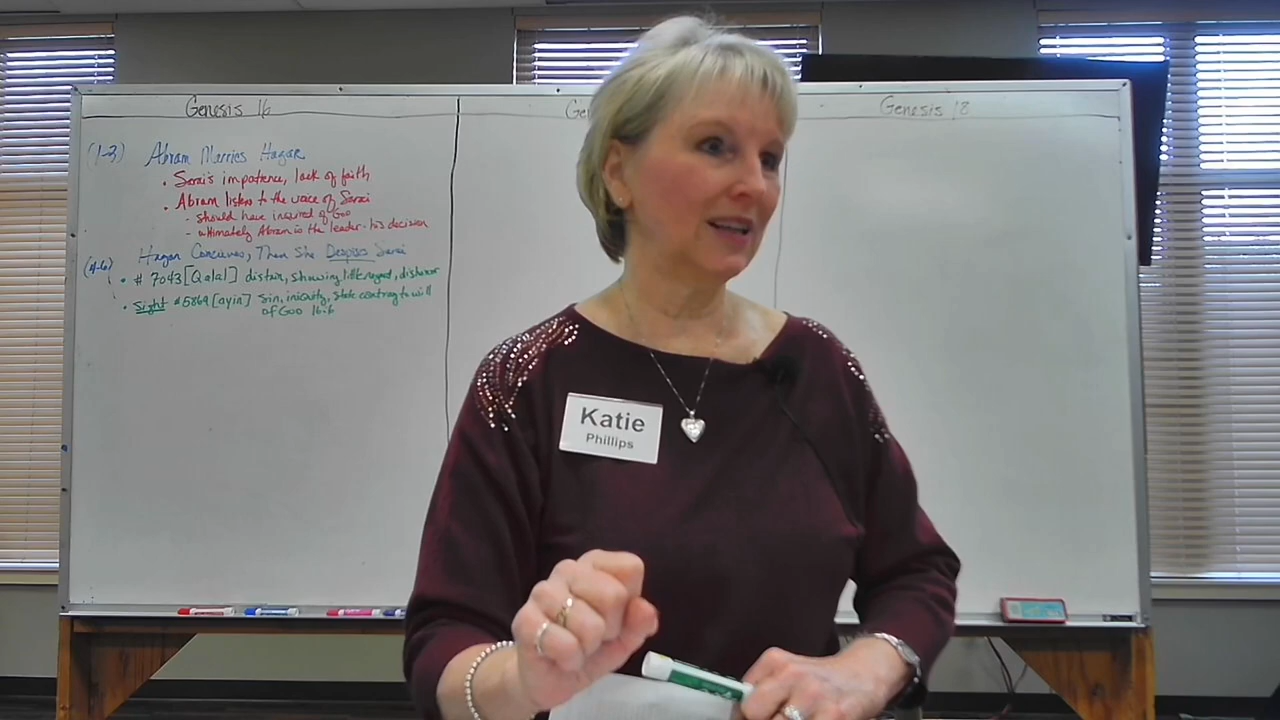 Genesis 16
Gen
Genesis 18
(1-3) Abram Marries Hagar
• Sarai's impatience, lack of faith
• Abram listens to the voice of Sarai
- should have inquired of God
- ultimately Abram is the leader - his decision
(4-6) Hagar Conceives, Then She Despises Sarai
• # 7043 [Qalal] disdain, showing little regard, dishonor
• Sight #5869 [ayin] sin, iniquity, state contrary to will
of God 16:6
Katie
Phillips